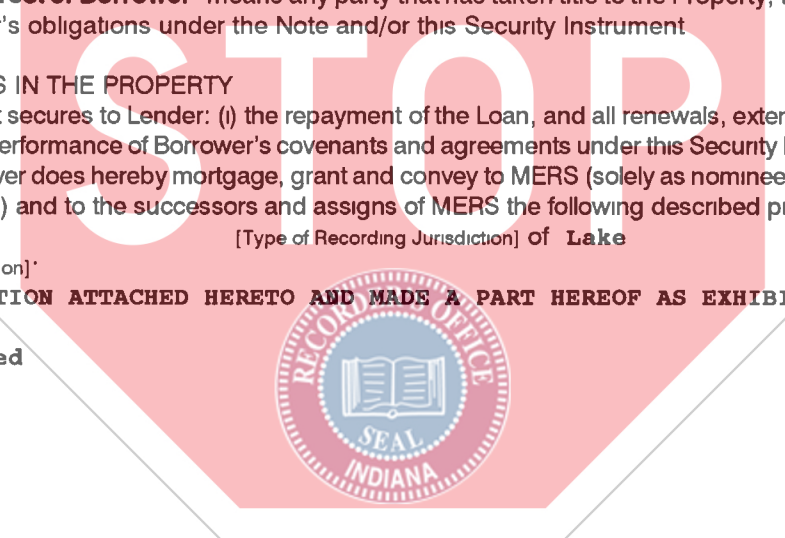 STOP
's obligations under the Note and/or this Security Instrument
S IN THE PROPERTY
t secures to Lender: (i) the repayment of the Loan, and all renewals, exten
erformance of Borrower's covenants and agreements under this Security I
ver does hereby mortgage, grant and convey to MERS (solely as nominee
) and to the successors and assigns of MERS the following described pr
[Type of Recording Jurisdiction] of Lake
on]
TION ATTACHED HERETO AND MADE A PART HEREOF AS EXHIBI
ed
RECORDER'S OFFICE
SEAL
INDIANA